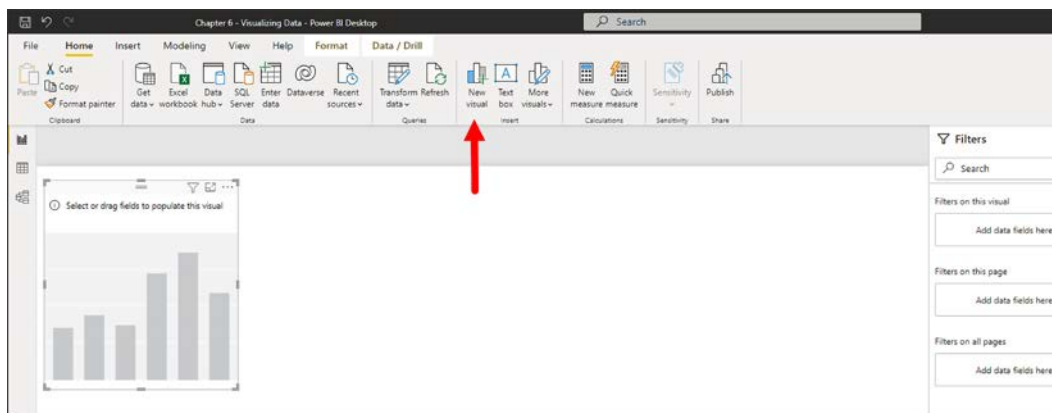 Chapter 6 - Visualizing Data - Power BI Desktop
Search
File Home Insert Modeling View Help Format Data / Drill
Paste
Cut
Copy
Format painter
Clipboard
Get data
Excel workbook
Data hub
SQL Server
Enter data
Dataverse
Recent sources
Data
Transform data
Refresh
Queries
New visual
Text box
More visuals
Insert
New measure
Quick measure
Calculations
Sensitivity
Sensitivity
Publish
Share
Select or drag fields to populate this visual
Filters
Search
Filters on this visual
Add data fields here
Filters on this page
Add data fields here
Filters on all pages
Add data fields here